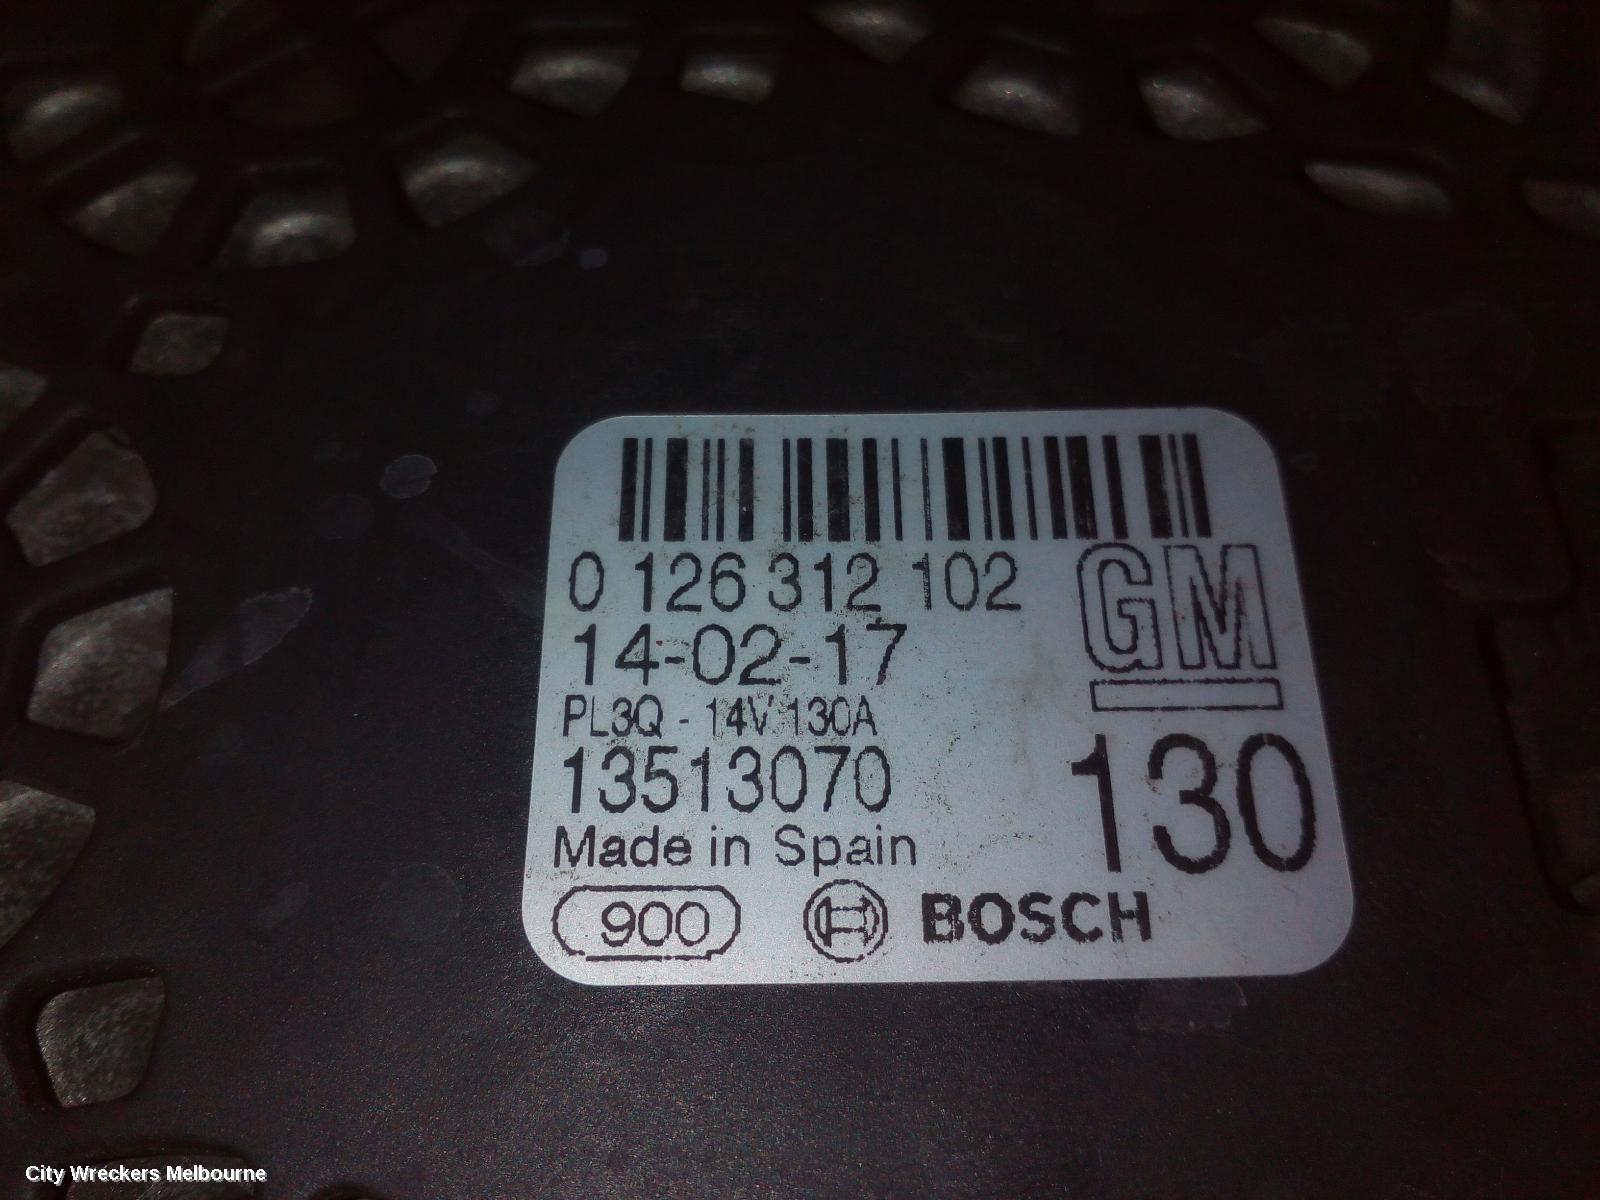 0 126 312 102
GM
14-02-17
PL3Q - 14V 130A
13513070
130
Made in Spain
900
BOSCH
City Wreckers Melbourne